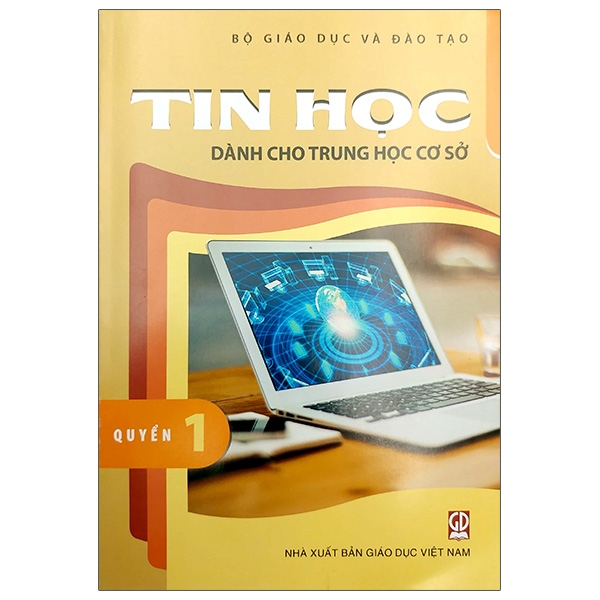 BỘ GIÁO DỤC VÀ ĐÀO TẠO
TIN HỌC
DÀNH CHO TRUNG HỌC CƠ SỞ
QUYỂN 1
GD
NHÀ XUẤT BẢN GIÁO DỤC VIỆT NAM